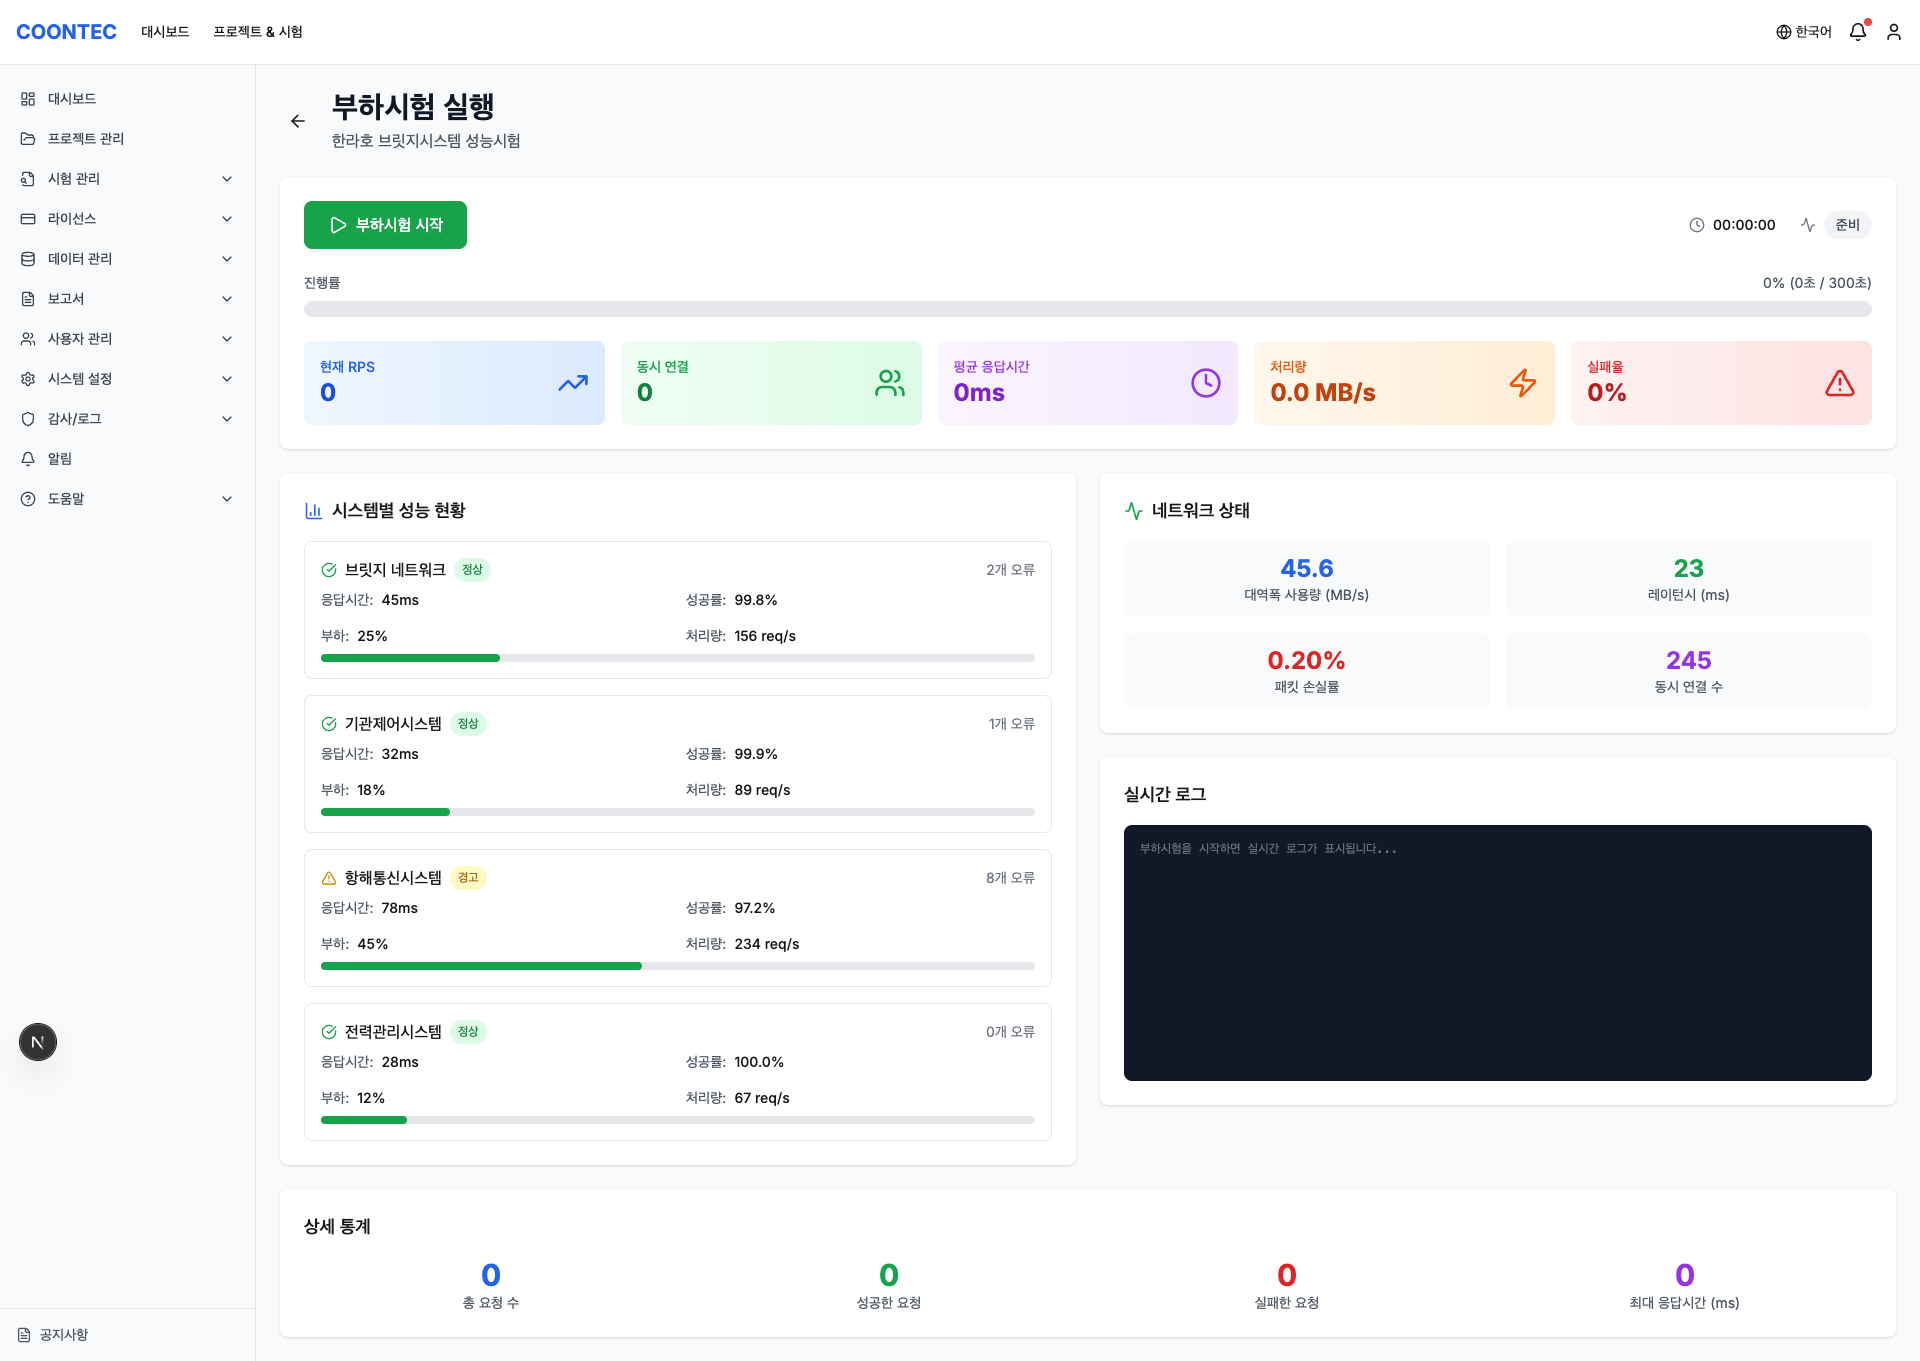 COONTEC
대시보드
프로젝트 & 시험
한국어
대시보드
프로젝트 관리
시험 관리
라이선스
데이터 관리
보고서
사용자 관리
시스템 설정
감사/로그
알림
도움말
공지사항
부하시험 실행
한라호 브릿지시스템 성능시험
부하시험 시작
00:00:00
준비
진행률
0% (0초 / 300초)
현재 RPS
0
동시 연결
0
평균 응답시간
0ms
처리량
0.0 MB/s
실패율
0%
시스템별 성능 현황
브릿지 네트워크 정상 2개 오류
응답시간: 45ms 성공률: 99.8%
부하: 25% 처리량: 156 req/s
기관제어시스템 정상 1개 오류
응답시간: 32ms 성공률: 99.9%
부하: 18% 처리량: 89 req/s
항해통신시스템 경고 8개 오류
응답시간: 78ms 성공률: 97.2%
부하: 45% 처리량: 234 req/s
전력관리시스템 정상 0개 오류
응답시간: 28ms 성공률: 100.0%
부하: 12% 처리량: 67 req/s
네트워크 상태
45.6
대역폭 사용량 (MB/s)
23
레이턴시 (ms)
0.20%
패킷 손실률
245
동시 연결 수
실시간 로그
부하시험을 시작하면 실시간 로그가 표시됩니다...
상세 통계
0
총 요청 수
0
성공한 요청
0
실패한 요청
0
최대 응답시간 (ms)
N